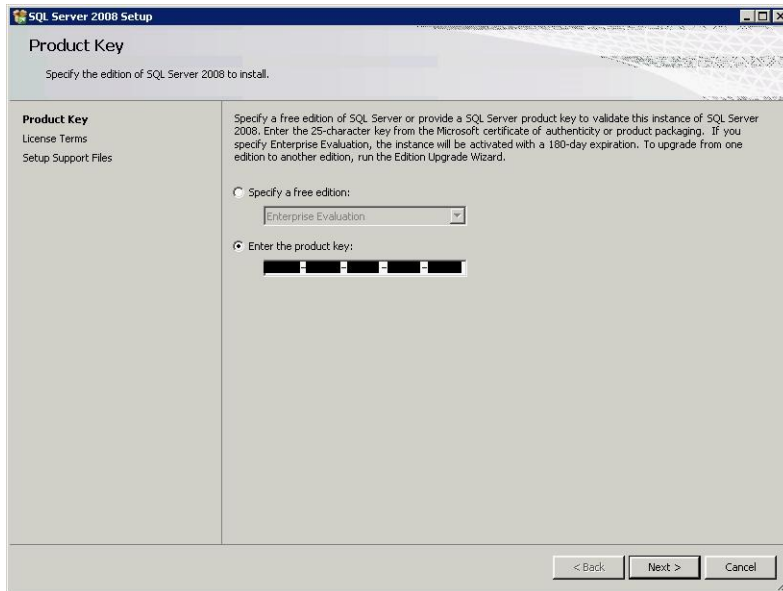 SQL Server 2008 Setup
Product Key
Specify the edition of SQL Server 2008 to install.
Product Key
License Terms
Setup Support Files
Specify a free edition of SQL Server or provide a SQL Server product key to validate this instance of SQL Server
2008. Enter the 25-character key from the Microsoft certificate of authenticity or product packaging. If you
specify Enterprise Evaluation, the instance will be activated with a 180-day expiration. To upgrade from one
edition to another edition, run the Edition Upgrade Wizard.
Specify a free edition:
Enterprise Evaluation
Enter the product key:
- - - -
< Back
Next >
Cancel